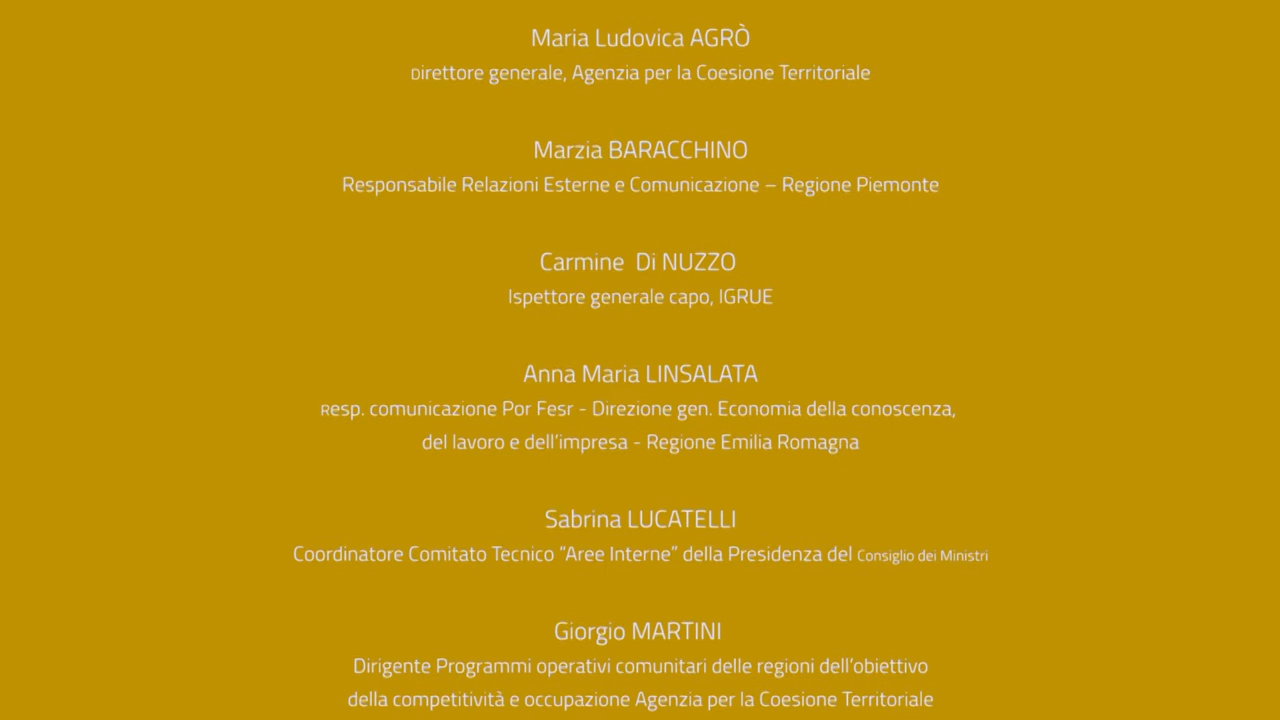 Maria Ludovica AGRÒ
Direttore generale, Agenzia per la Coesione Territoriale
Marzia BARACCHINO
Responsabile Relazioni Esterne e Comunicazione – Regione Piemonte
Carmine  Di NUZZO
Ispettore generale capo, IGRUE
Anna Maria LINSALATA
Resp. comunicazione Por Fesr - Direzione gen. Economia della conoscenza,
del lavoro e dell’impresa - Regione Emilia Romagna
Sabrina LUCATELLI
Coordinatore Comitato Tecnico “Aree Interne” della Presidenza del Consiglio dei Ministri
Giorgio MARTINI
Dirigente Programmi operativi comunitari delle regioni dell’obiettivo
della competitività e occupazione Agenzia per la Coesione Territoriale